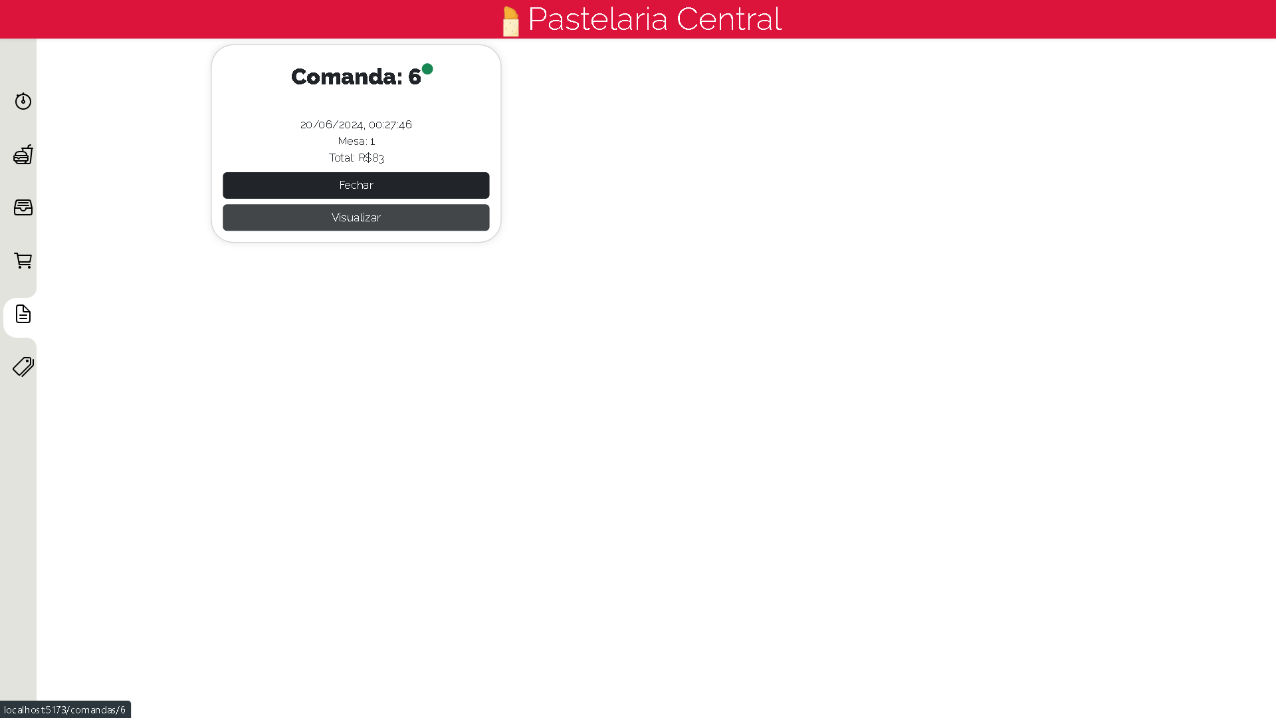 Pastelaria Central
Comanda: 6
20/06/2024, 00:27:46
Mesa: 1
Total: R$83
Fechar
Visualizar
localhost:5173/comandas/6